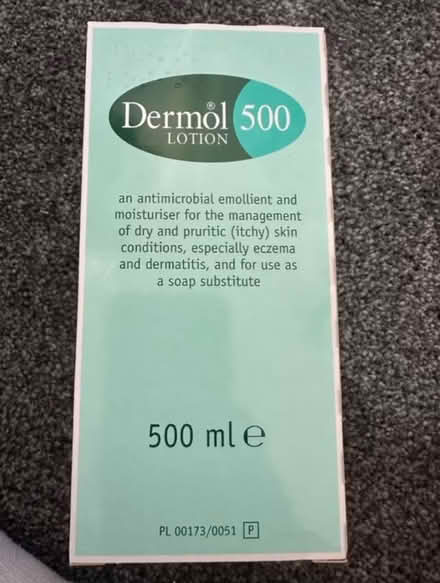 Dermol® 500
LOTION
an antimicrobial emollient and
moisturiser for the management
of dry and pruritic (itchy) skin
conditions, especially eczema
and dermatitis, and for use as
a soap substitute
500 ml ℮
PL 00173/0051 P